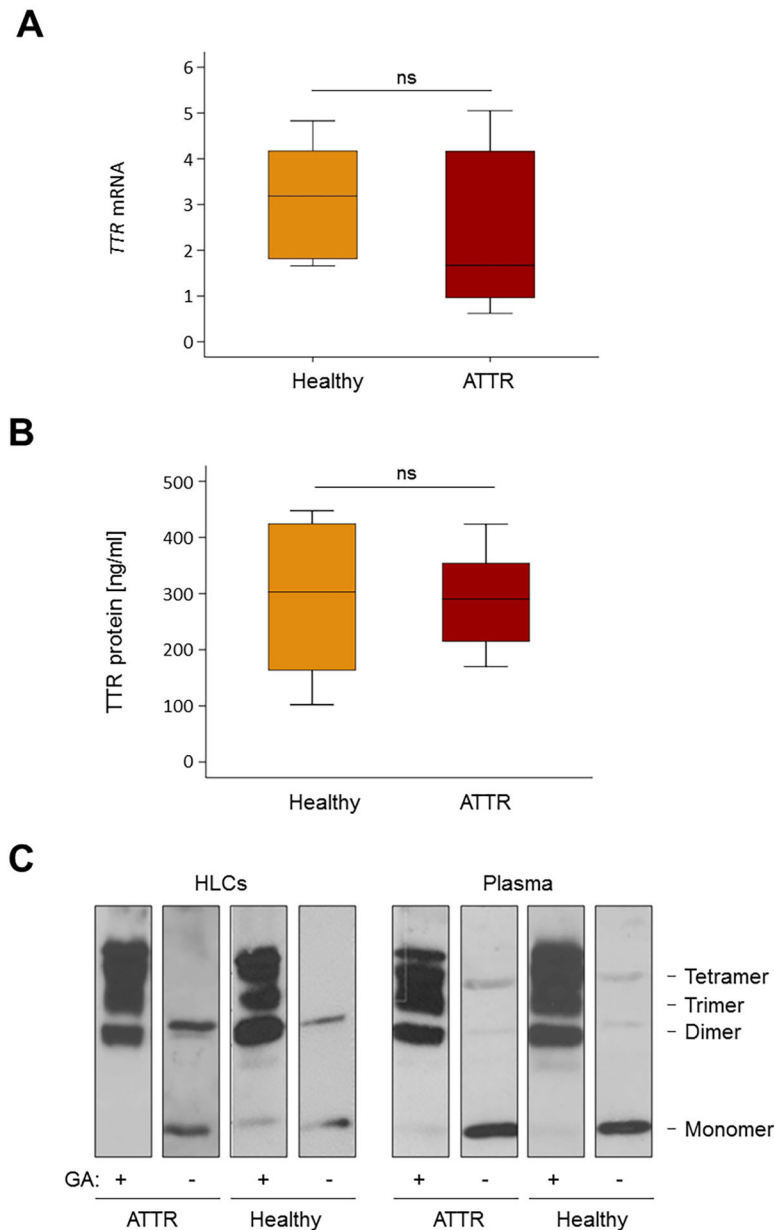 A
ns
6
5
4
3
2
1
0
TTR mRNA
Healthy ATTR
B
ns
500
400
300
200
100
0
TTR protein [ng/ml]
Healthy ATTR
C
HLCs Plasma
- Tetramer
- Trimer
- Dimer
- Monomer
GA: + - + - + - + -
ATTR Healthy ATTR Healthy